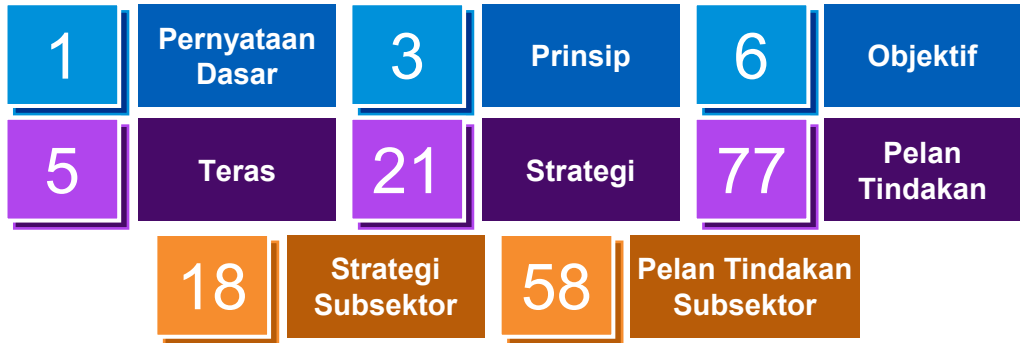 1
Pernyataan
Dasar
3
Prinsip
6
Objektif
5
Teras
21
Strategi
77
Pelan
Tindakan
18
Strategi
Subsektor
58
Pelan Tindakan
Subsektor